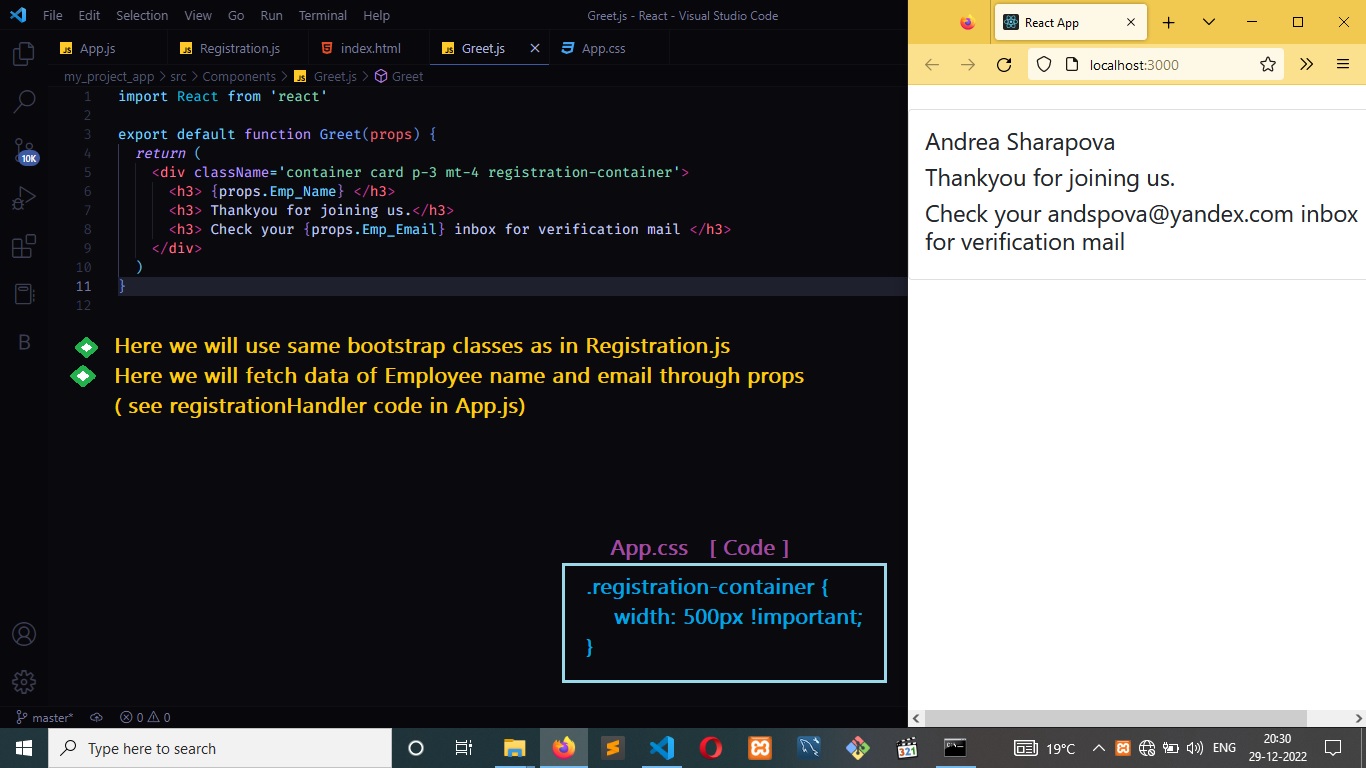 File Edit Selection View Go Run Terminal Help Greet.js - React - Visual Studio Code
App.js Registration.js index.html Greet.js App.css
my_project_app > src > Components > Greet.js > Greet
1 import React from 'react'
2
3 export default function Greet(props) {
4 return (
5 <div className='container card p-3 mt-4 registration-container'>
6 <h3> {props.Emp_Name} </h3>
7 <h3> Thankyou for joining us.</h3>
8 <h3> Check your {props.Emp_Email} inbox for verification mail </h3>
9 </div>
10 )
11 }
12
10K
B
Here we will use same bootstrap classes as in Registration.js
Here we will fetch data of Employee name and email through props
( see registrationHandler code in App.js)
App.css [ Code ]
.registration-container {
width: 500px !important;
}
master* 0 0
React App
localhost:3000
Andrea Sharapova
Thankyou for joining us.
Check your andspova@yandex.com inbox
for verification mail
Type here to search
321
19°C ENG 20:30
29-12-2022